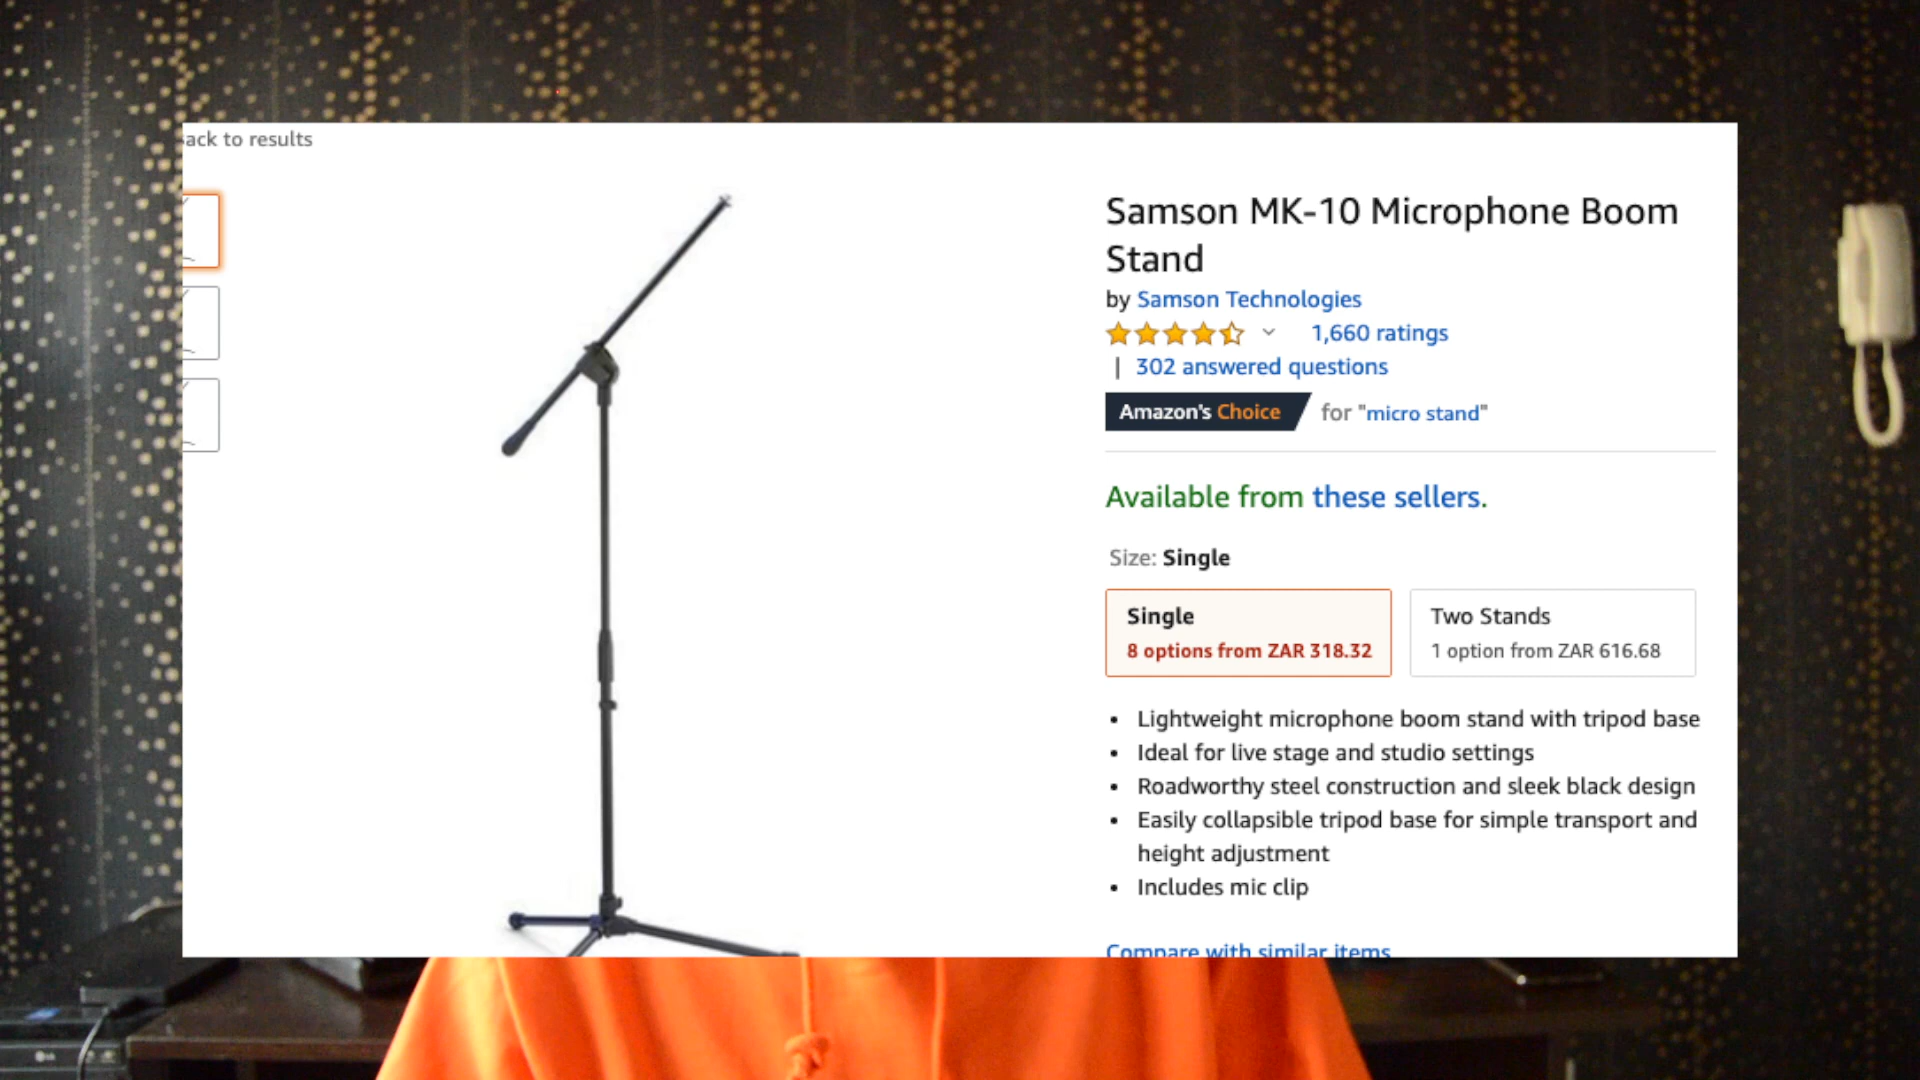 ack to results
Samson MK-10 Microphone Boom
Stand
by Samson Technologies
1,660 ratings
| 302 answered questions
Amazon's Choice for "micro stand"
Available from these sellers.
Size: Single
Single
8 options from ZAR 318.32
Two Stands
1 option from ZAR 616.68
• Lightweight microphone boom stand with tripod base
• Ideal for live stage and studio settings
• Roadworthy steel construction and sleek black design
• Easily collapsible tripod base for simple transport and
height adjustment
• Includes mic clip
Compare with similar items
LG